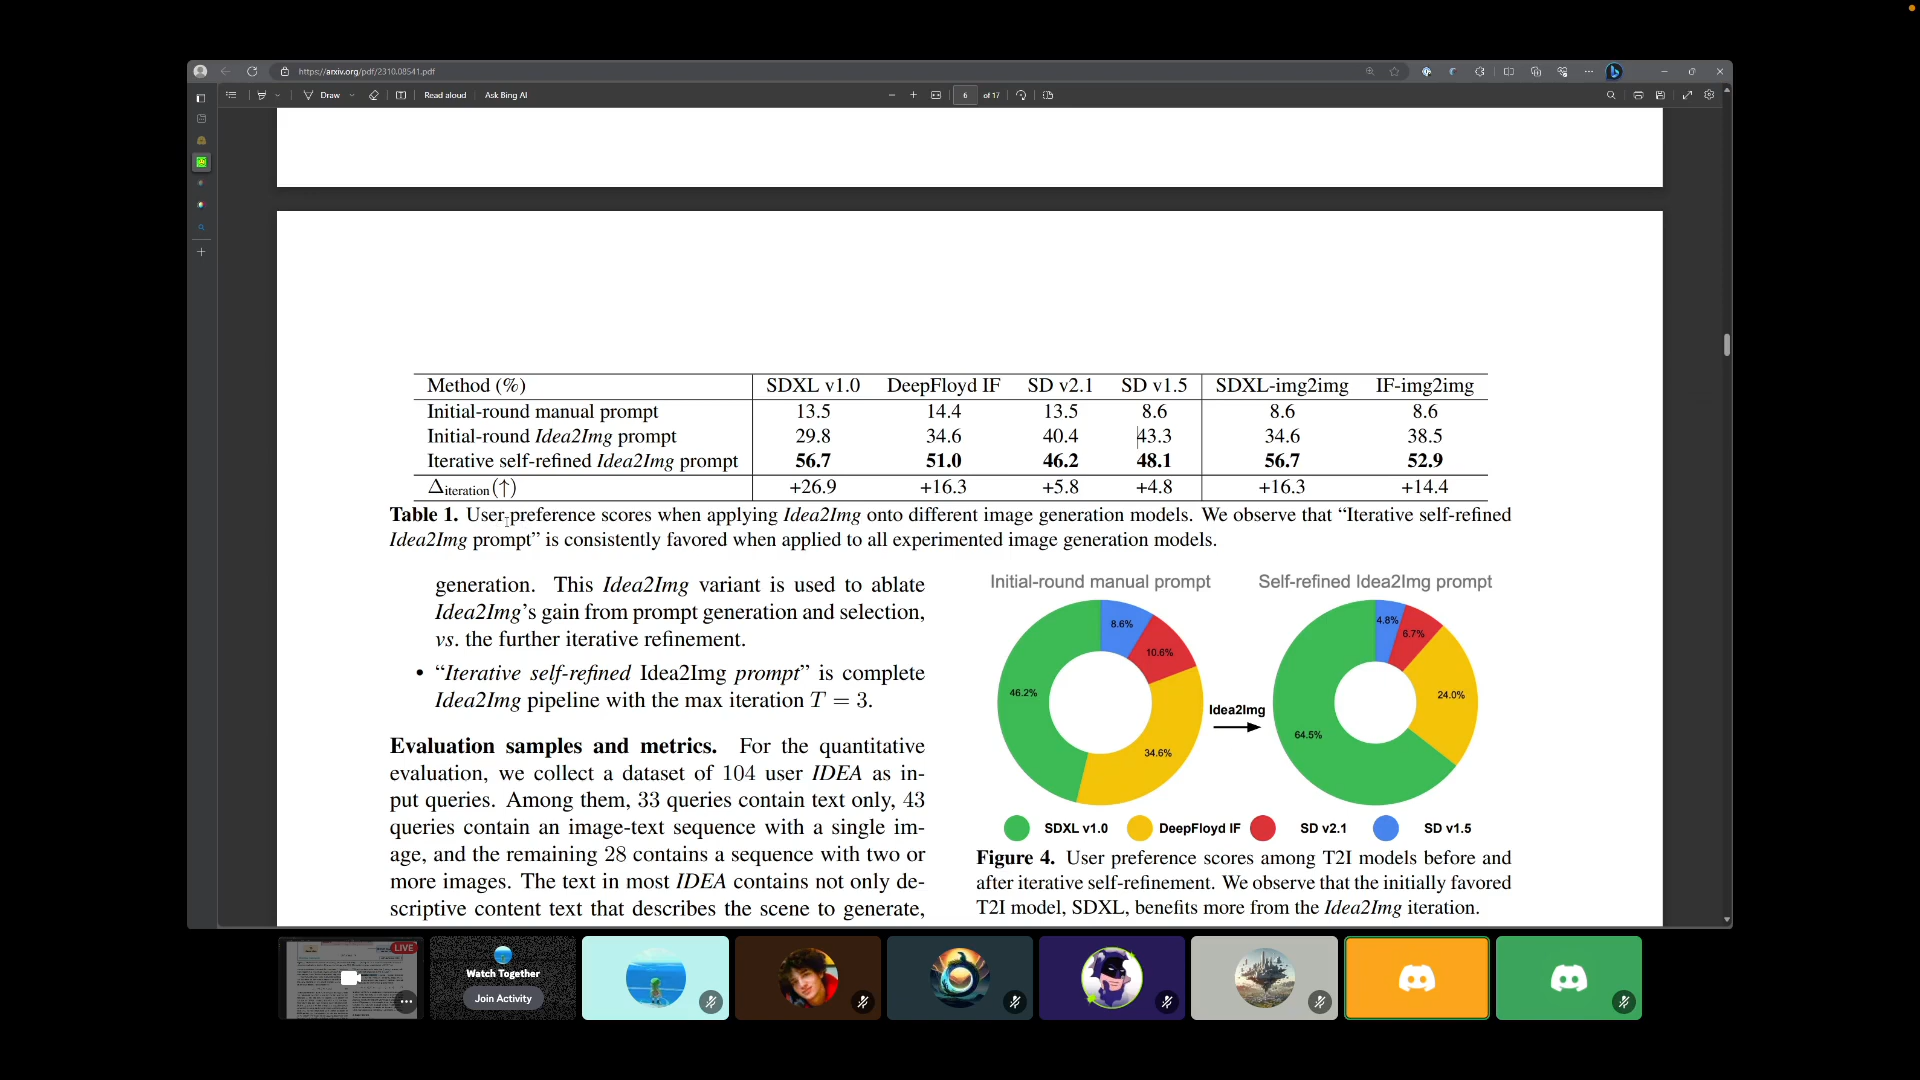 https://arxiv.org/pdf/2310.08541.pdf
Draw
Read aloud
Ask Bing AI
6 of 17
Method (%) SDXL v1.0 DeepFloyd IF SD v2.1 SD v1.5 SDXL-img2img IF-img2img
Initial-round manual prompt 13.5 14.4 13.5 8.6 8.6 8.6
Initial-round Idea2Img prompt 29.8 34.6 40.4 43.3 34.6 38.5
Iterative self-refined Idea2Img prompt 56.7 51.0 46.2 48.1 56.7 52.9
Δiteration(↑) +26.9 +16.3 +5.8 +4.8 +16.3 +14.4
Table 1. User preference scores when applying Idea2Img onto different image generation models. We observe that “Iterative self-refined
Idea2Img prompt” is consistently favored when applied to all experimented image generation models.
generation. This Idea2Img variant is used to ablate
Idea2Img’s gain from prompt generation and selection,
vs. the further iterative refinement.
• “Iterative self-refined Idea2Img prompt” is complete
Idea2Img pipeline with the max iteration T = 3.
Evaluation samples and metrics. For the quantitative
evaluation, we collect a dataset of 104 user IDEA as in-
put queries. Among them, 33 queries contain text only, 43
queries contain an image-text sequence with a single im-
age, and the remaining 28 contains a sequence with two or
more images. The text in most IDEA contains not only de-
scriptive content text that describes the scene to generate,
Initial-round manual prompt
Self-refined Idea2Img prompt
8.6%
10.6%
46.2%
34.6%
Idea2Img
4.8%
6.7%
24.0%
64.5%
SDXL v1.0 DeepFloyd IF SD v2.1 SD v1.5
Figure 4. User preference scores among T2I models before and
after iterative self-refinement. We observe that the initially favored
T2I model, SDXL, benefits more from the Idea2Img iteration.
LIVE
Watch Together
Join Activity